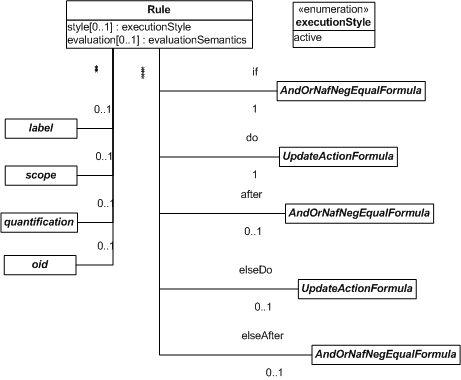 Rule
style[0..1] : executionStyle
evaluation[0..1] : evaluationSemantics
«enumeration»
executionStyle
active
if
AndOrNafNegEqualFormula
1
do
UpdateActionFormula
1
after
AndOrNafNegEqualFormula
0..1
elseDo
UpdateActionFormula
0..1
elseAfter
AndOrNafNegEqualFormula
0..1
0..1
label
0..1
scope
0..1
quantification
0..1
oid